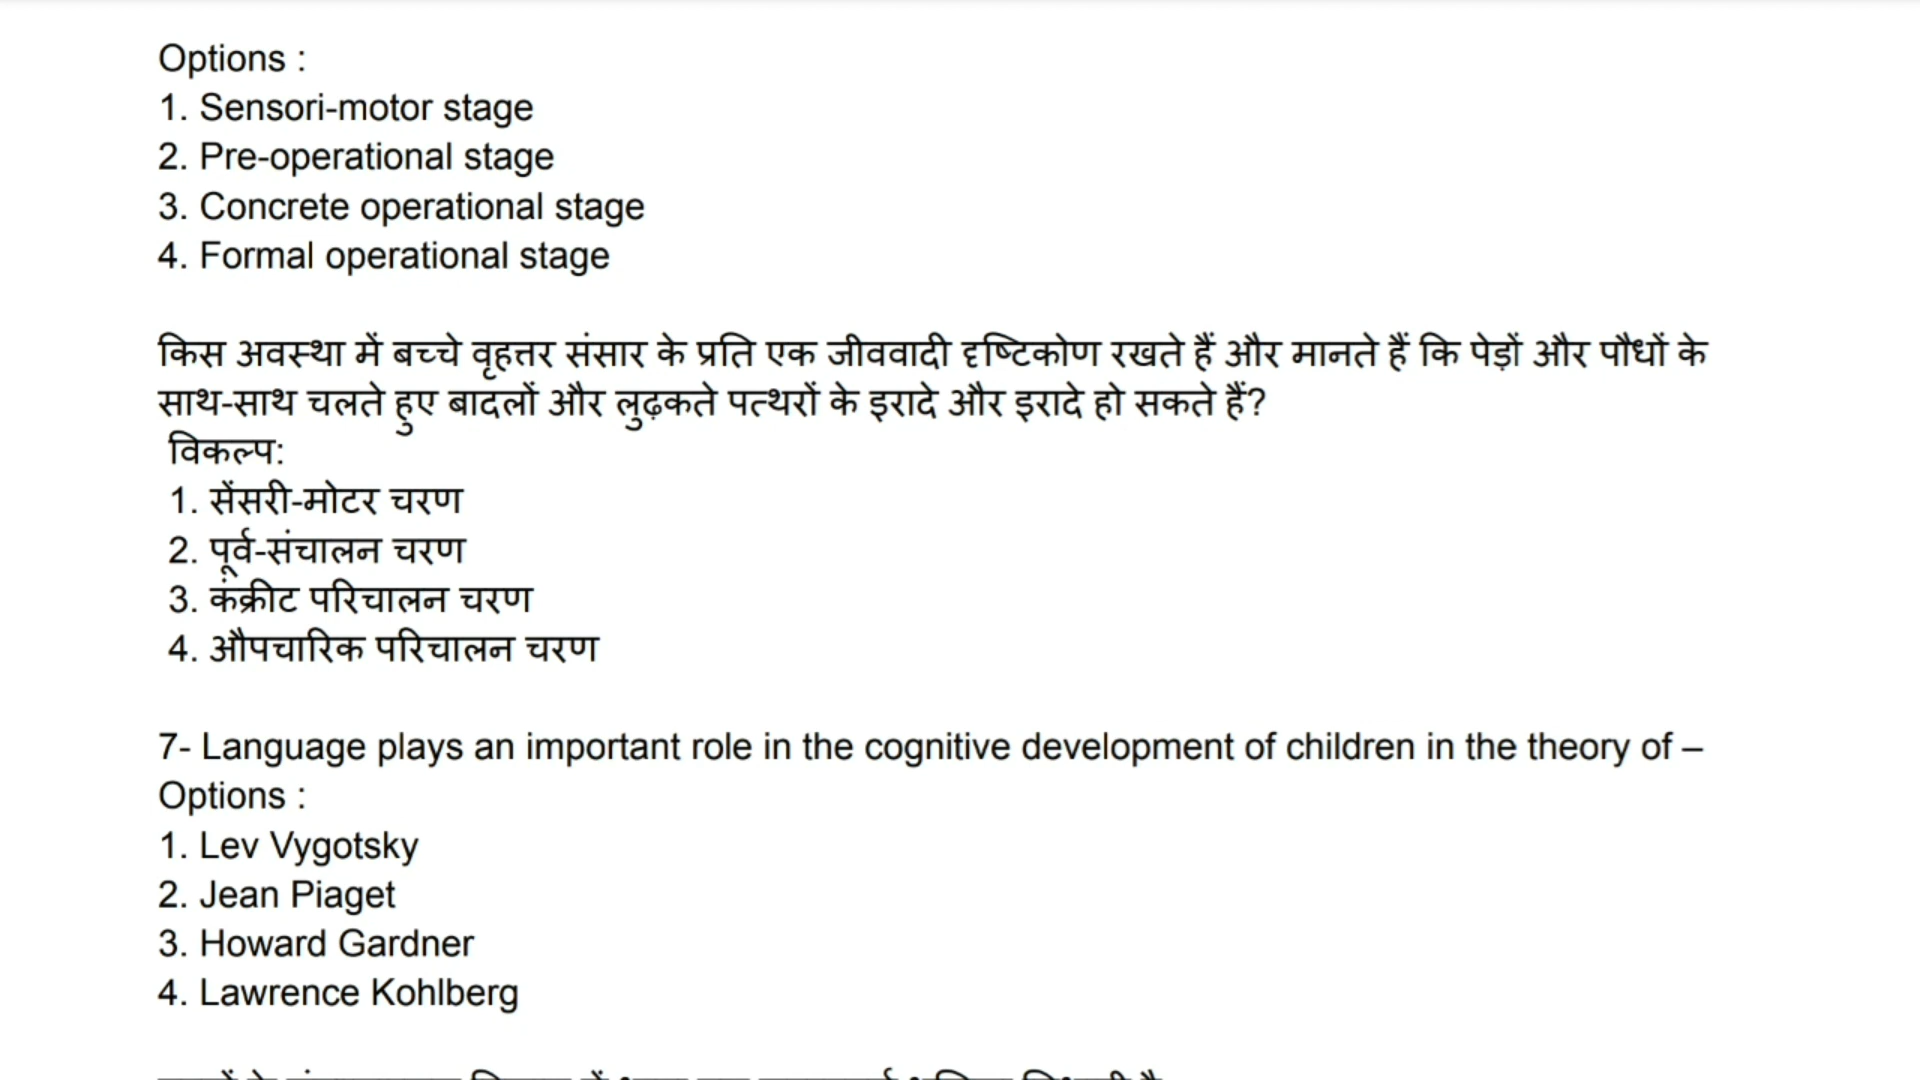 Options :
1. Sensori-motor stage
2. Pre-operational stage
3. Concrete operational stage
4. Formal operational stage
किस अवस्था में बच्चे वृहत्तर संसार के प्रति एक जीववादी दृष्टिकोण रखते हैं और मानते हैं कि पेड़ों और पौधों के
साथ-साथ चलते हुए बादलों और लुढ़कते पत्थरों के इरादे और इरादे हो सकते हैं?
विकल्प:
1. सेंसरी-मोटर चरण
2. पूर्व-संचालन चरण
3. कंक्रीट परिचालन चरण
4. औपचारिक परिचालन चरण
7- Language plays an important role in the cognitive development of children in the theory of –
Options :
1. Lev Vygotsky
2. Jean Piaget
3. Howard Gardner
4. Lawrence Kohlberg